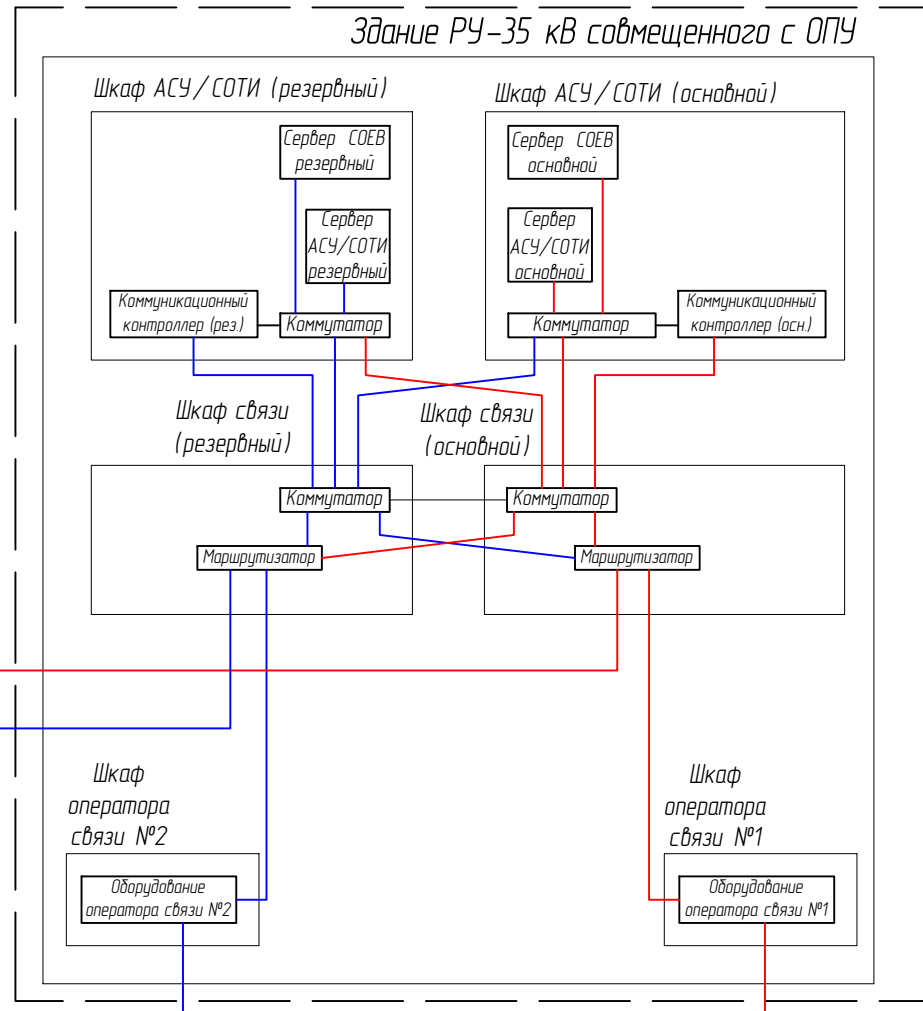 Здание РУ-35 кВ совмещенного с ОПУ
Шкаф АСУ/СОТИ (резервный)
Сервер СОЕВ
резервный
Сервер
АСУ/СОТИ
резервный
Коммуникационный
контроллер (рез.)
Коммутатор
Шкаф АСУ/СОТИ (основной)
Сервер СОЕВ
основной
Сервер
АСУ/СОТИ
основной
Коммутатор
Коммуникационный
контроллер (осн.)
Шкаф связи
(резервный)
Коммутатор
Маршрутизатор
Шкаф связи
(основной)
Коммутатор
Маршрутизатор
Шкаф
оператора
связи №2
Оборудование
оператора связи №2
Шкаф
оператора
связи №1
Оборудование
оператора связи №1